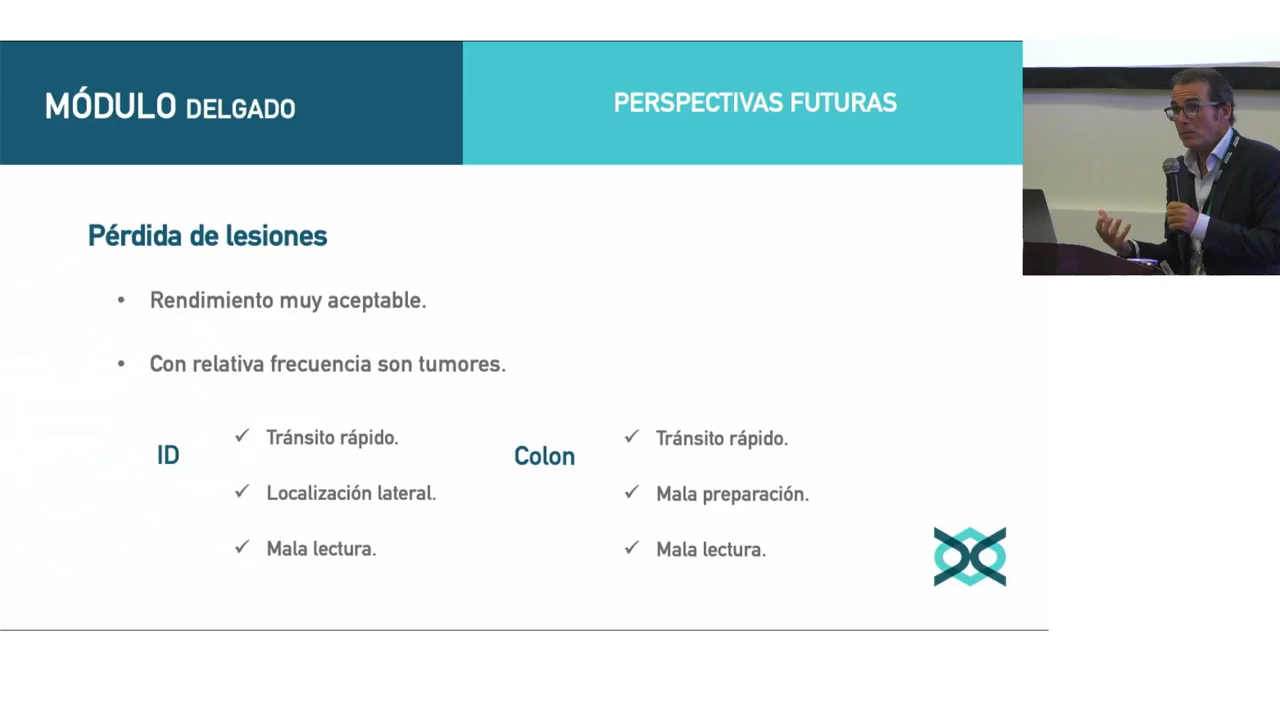 MÓDULO DELGADO
PERSPECTIVAS FUTURAS
Pérdida de lesiones
• Rendimiento muy aceptable.
• Con relativa frecuencia son tumores.
ID
✓ Tránsito rápido.
✓ Localización lateral.
✓ Mala lectura.
Colon
✓ Tránsito rápido.
✓ Mala preparación.
✓ Mala lectura.